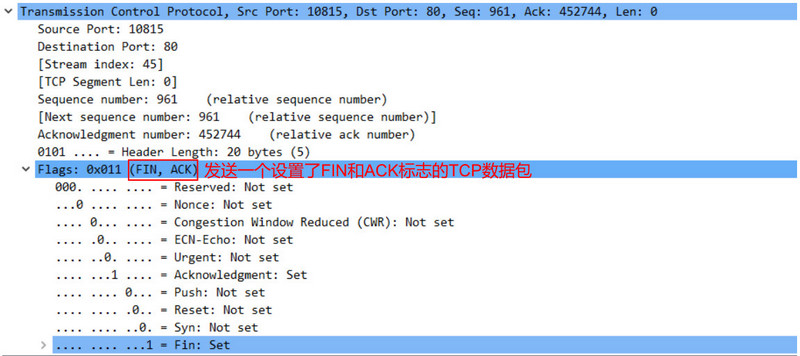 Transmission Control Protocol, Src Port: 10815, Dst Port: 80, Seq: 961, Ack: 452744, Len: 0
Source Port: 10815
Destination Port: 80
[Stream index: 45]
[TCP Segment Len: 0]
Sequence number: 961    (relative sequence number)
[Next sequence number: 961    (relative sequence number)]
Acknowledgment number: 452744    (relative ack number)
0101 .... = Header Length: 20 bytes (5)
Flags: 0x011 (FIN, ACK) 发送一个设置了FIN和ACK标志的TCP数据包
000. .... .... = Reserved: Not set
...0 .... .... = Nonce: Not set
.... 0... .... = Congestion Window Reduced (CWR): Not set
.... .0.. .... = ECN-Echo: Not set
.... ..0. .... = Urgent: Not set
.... ...1 .... = Acknowledgment: Set
.... .... 0... = Push: Not set
.... .... .0.. = Reset: Not set
.... .... ..0. = Syn: Not set
.... .... ...1 = Fin: Set